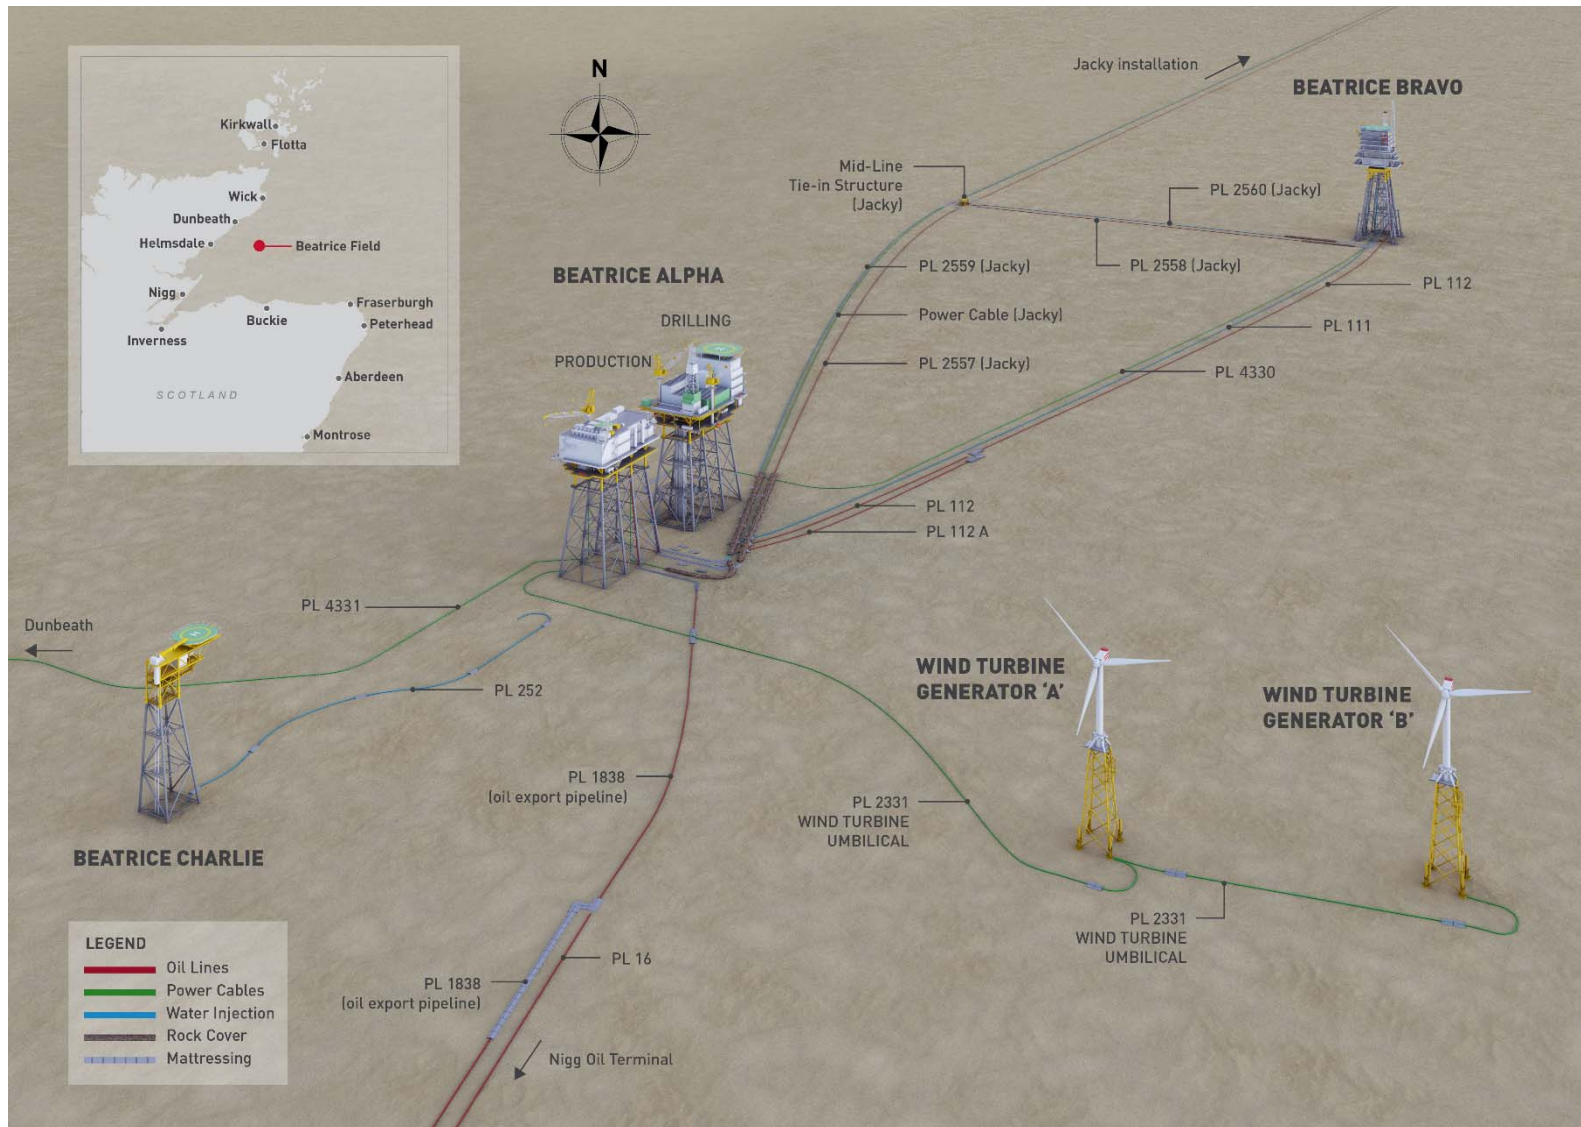 Kirkwall
Flotta
Wick
Dunbeath
Helmsdale
Beatrice Field
Nigg
Fraserburgh
Buckie
Peterhead
Inverness
Aberdeen
SCOTLAND
Montrose
N
Jacky installation
BEATRICE BRAVO
Mid-Line
Tie-in Structure
(Jacky)
PL 2560 (Jacky)
PL 2559 (Jacky)
PL 2558 (Jacky)
PL 112
BEATRICE ALPHA
DRILLING
PRODUCTION
Power Cable (Jacky)
PL 111
PL 2557 (Jacky)
PL 4330
PL 112
PL 112 A
PL 4331
Dunbeath
H
PL 252
WIND TURBINE
GENERATOR ‘A’
WIND TURBINE
GENERATOR ‘B’
PL 1838
(oil export pipeline)
PL 2331
WIND TURBINE
UMBILICAL
BEATRICE CHARLIE
PL 2331
WIND TURBINE
UMBILICAL
LEGEND
Oil Lines
Power Cables
Water Injection
Rock Cover
Mattressing
PL 16
PL 1838
(oil export pipeline)
Nigg Oil Terminal